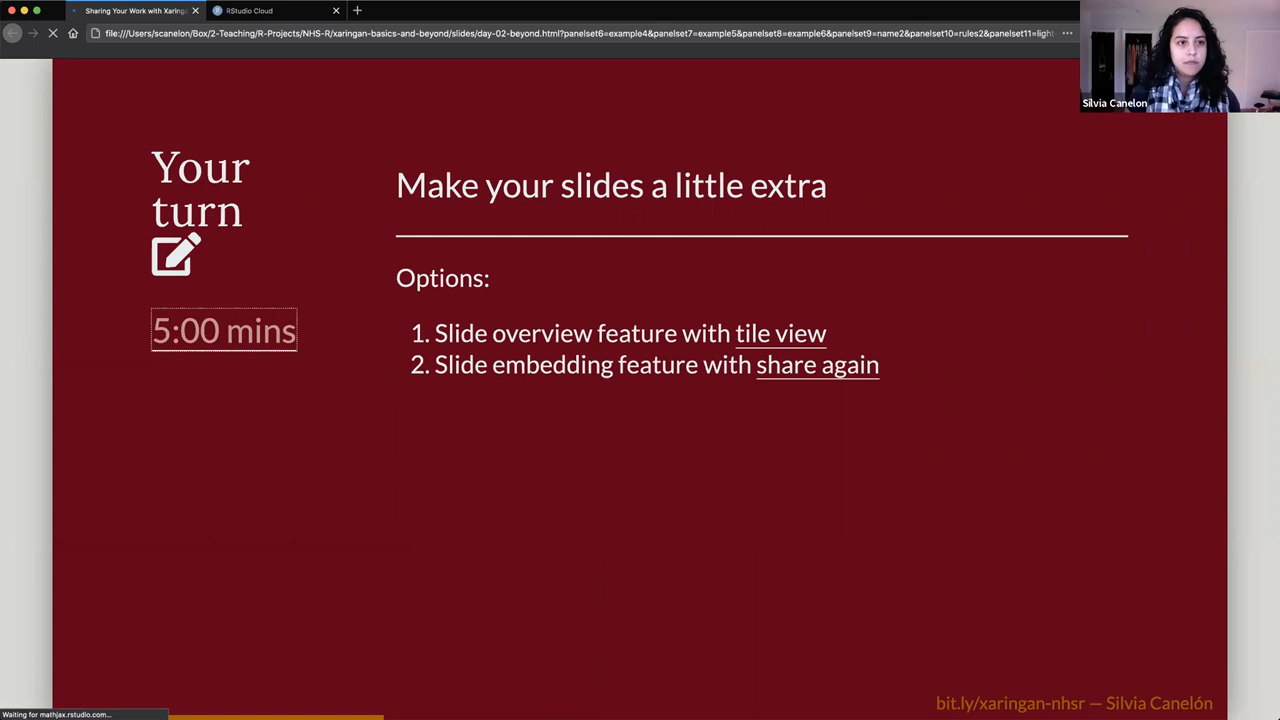 Sharing Your Work with Xaringa
RStudio Cloud
file:///Users/scanelon/Box/2-Teaching/R-Projects/NHS-R/xaringan-basics-and-beyond/slides/day-02-beyond.html?panelset6=example4&panelset7=example5&panelset8=example6&panelset9=name2&panelset10=rules2&panelset11=light
Silvia Canelon
Your
turn
5:00 mins
Make your slides a little extra
Options:
1. Slide overview feature with tile view
2. Slide embedding feature with share again
bit.ly/xaringan-nhsr — Silvia Canelón
Waiting for mathjax.rstudio.com...